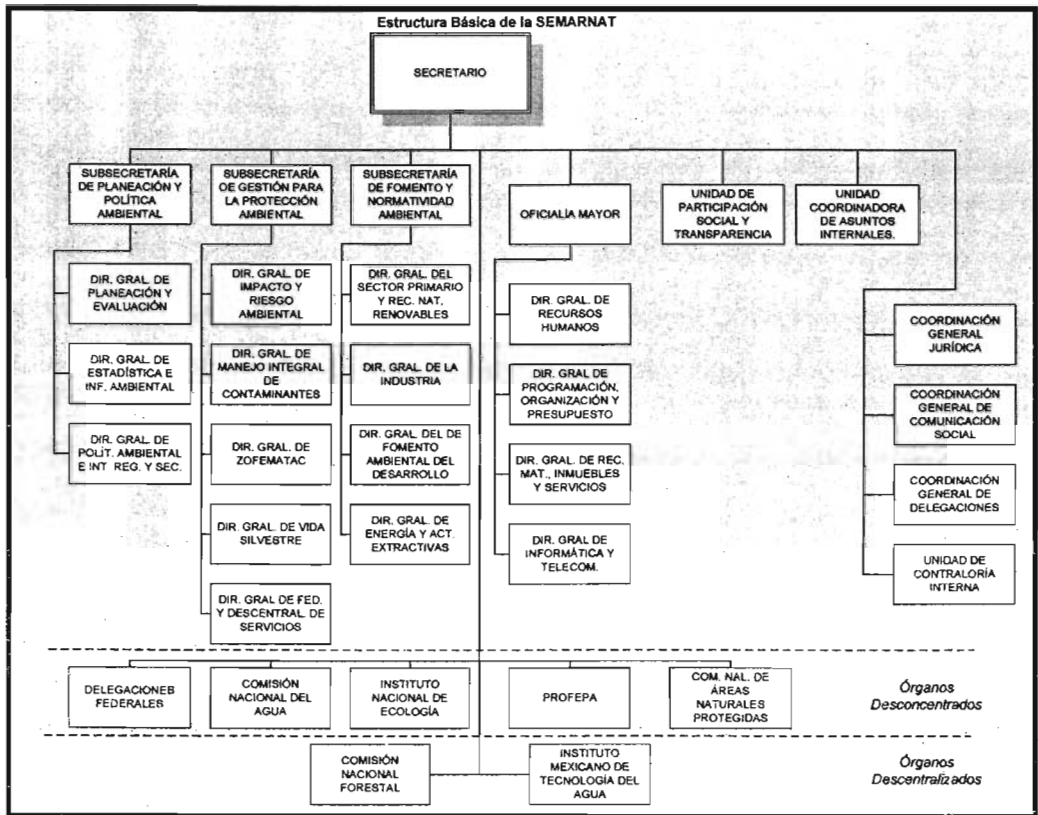 Estructura Básica de la SEMARNAT
SECRETARIO
SUBSECRETARÍA
DE PLANEACIÓN Y
POLÍTICA
AMBIENTAL
SUBSECRETARÍA
DE GESTIÓN PARA
LA PROTECCIÓN
AMBIENTAL
SUBSECRETARÍA
DE FOMENTO Y
NORMATIVIDAD
AMBIENTAL
OFICIALÍA MAYOR
UNIDAD DE
PARTICIPACIÓN
SOCIAL Y
TRANSPARENCIA
UNIDAD
COORDINADORA
DE ASUNTOS
INTERNALES.
DIR. GRAL. DE
PLANEACIÓN Y
EVALUACIÓN
DIR. GRAL. DE
ESTADÍSTICA E
INF. AMBIENTAL
DIR. GRAL. DE
POLIT. AMBIENTAL
E INT. REG. Y SEC.
DIR. GRAL. DE
IMPACTO Y
RIESGO
AMBIENTAL
DIR. GRAL. DE
MANEJO INTEGRAL
DE
CONTAMINANTES
DIR. GRAL. DE
ZOFEMATAC
DIR. GRAL. DE VIDA
SILVESTRE
DIR. GRAL DE FED.
Y DESCENTRAL. DE
SERVICIOS
DIR. GRAL. DEL
SECTOR PRIMARIO
Y REC. NAT.
RENOVABLES
DIR. GRAL. DE LA
INDUSTRIA
DIR. GRAL. DEL DE
FOMENTO
AMBIENTAL DEL
DESARROLLO
DIR. GRAL. DE
ENERGÍA Y ACT.
EXTRACTIVAS
DIR. GRAL. DE
RECURSOS
HUMANOS
DIR. GRAL DE
PROGRAMACIÓN,
ORGANIZACIÓN Y
PRESUPUESTO
DIR. GRAL. DE REC.
MAT., INMUEBLES
Y SERVICIOS
DIR. GRAL DE
INFORMÁTICA Y
TELECOM.
COORDINACIÓN
GENERAL
JURÍDICA
COORDINACIÓN
GENERAL DE
COMUNICACIÓN
SOCIAL
COORDINACIÓN
GENERAL DE
DELEGACIONES
UNIDAD DE
CONTRALORÍA
INTERNA
DELEGACIONES
FEDERALES
COMISIÓN
NACIONAL DEL
AGUA
INSTITUTO
NACIONAL DE
ECOLOGÍA
PROFEPA
COM. NAL. DE
ÁREAS
NATURALES
PROTEGIDAS
Órganos
Desconcentrados
COMISIÓN
NACIONAL
FORESTAL
INSTITUTO
MEXICANO DE
TECNOLOGÍA DEL
AGUA
Órganos
Descentralizados